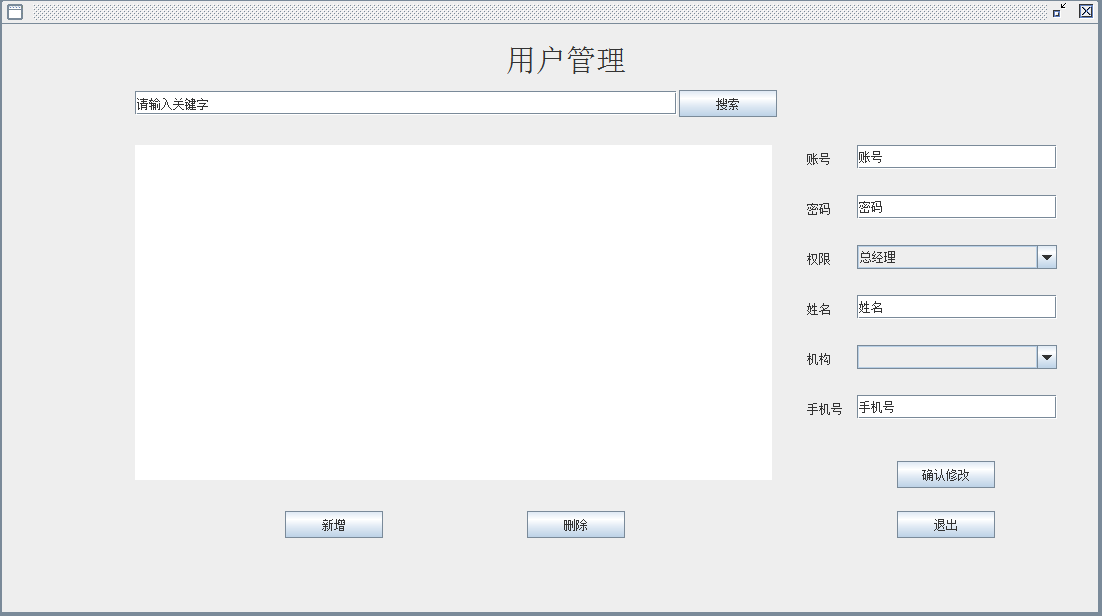 用户管理
请输入关键字
搜索
账号
账号
密码
密码
权限
总经理
姓名
姓名
机构
手机号
手机号
确认修改
新增
删除
退出